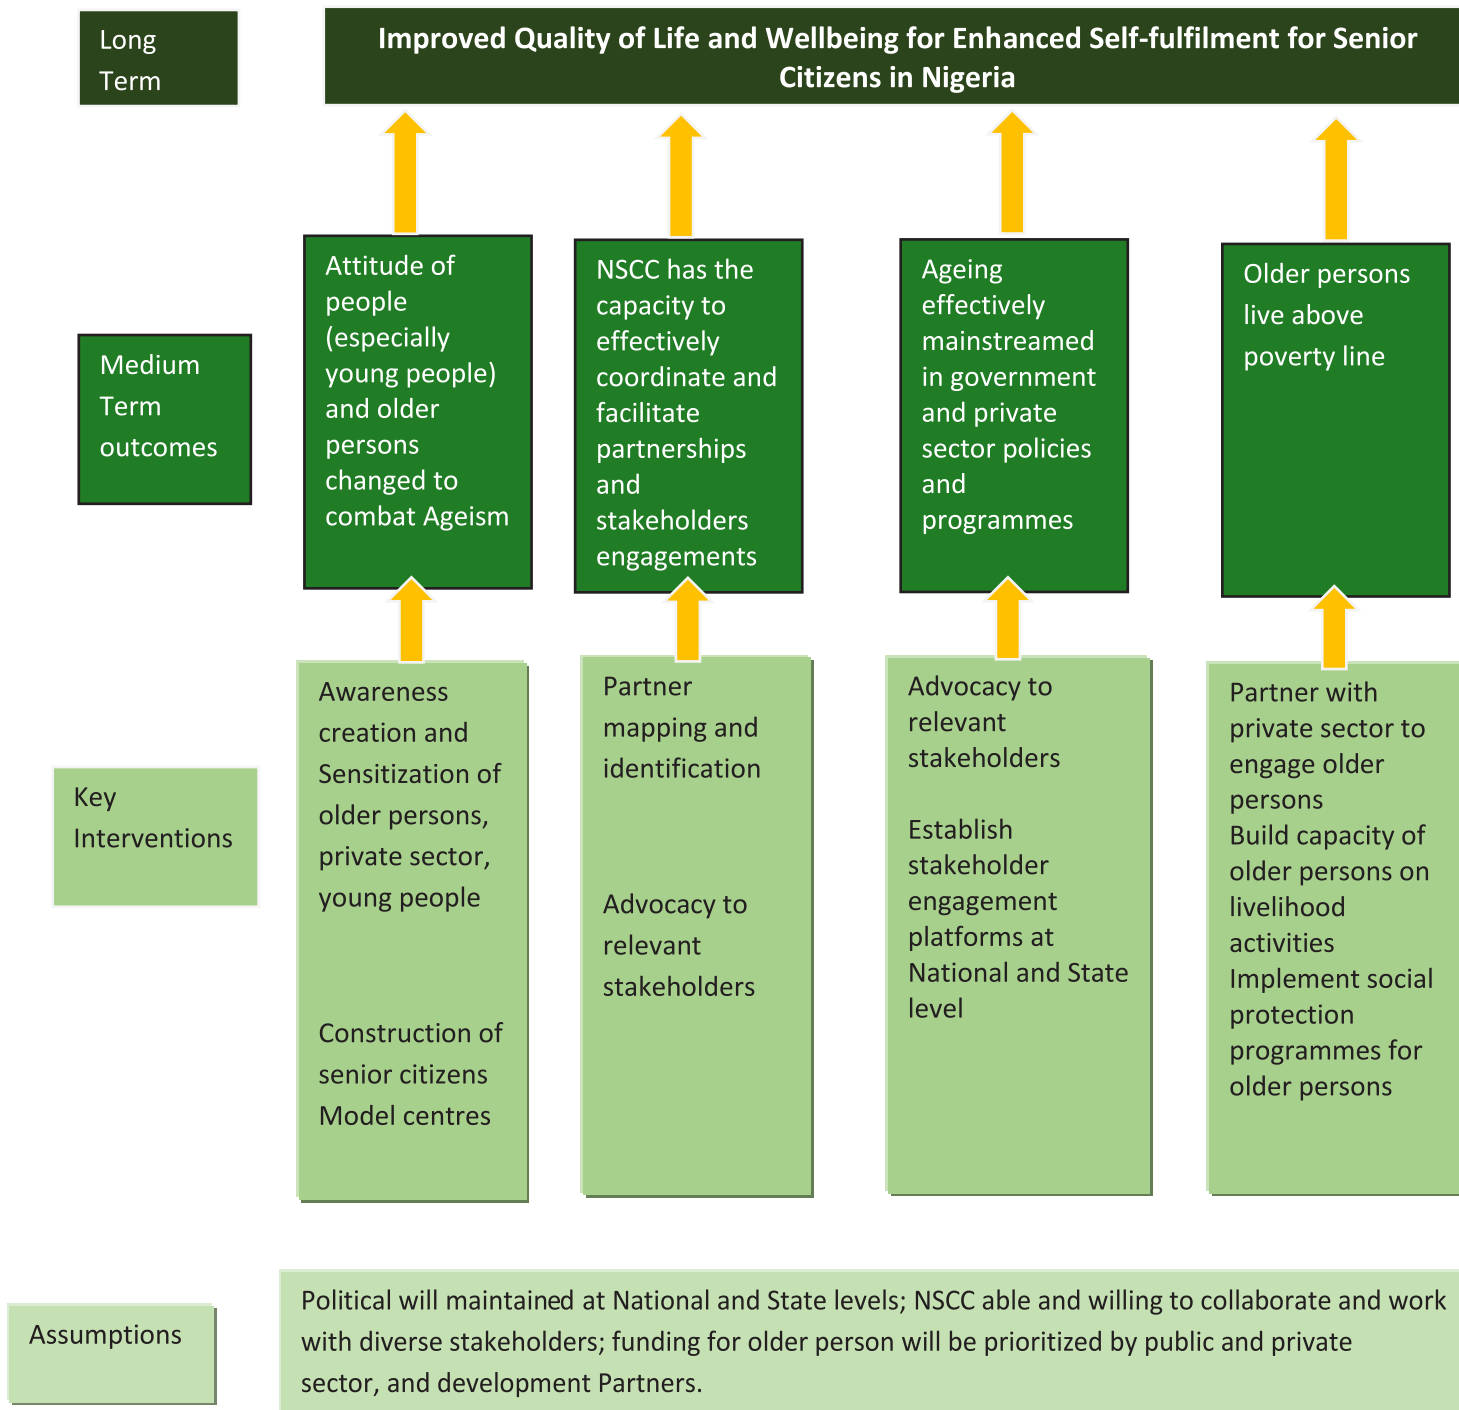 Long
Term
Improved Quality of Life and Wellbeing for Enhanced Self-fulfilment for Senior
Citizens in Nigeria
Medium
Term
outcomes
Attitude of
people
(especially
young people)
and older
persons
changed to
combat Ageism
NSCC has the
capacity to
effectively
coordinate and
facilitate
partnerships
and
stakeholders
engagements
Ageing
effectively
mainstreamed
in government
and private
sector policies
and
programmes
Older persons
live above
poverty line
Key
Interventions
Awareness
creation and
Sensitization of
older persons,
private sector,
young people
Construction of
senior citizens
Model centres
Partner
mapping and
identification
Advocacy to
relevant
stakeholders
Advocacy to
relevant
stakeholders
Establish
stakeholder
engagement
platforms at
National and State
level
Partner with
private sector to
engage older
persons
Build capacity of
older persons on
livelihood
activities
Implement social
protection
programmes for
older persons
Assumptions
Political will maintained at National and State levels; NSCC able and willing to collaborate and work
with diverse stakeholders; funding for older person will be prioritized by public and private
sector, and development Partners.